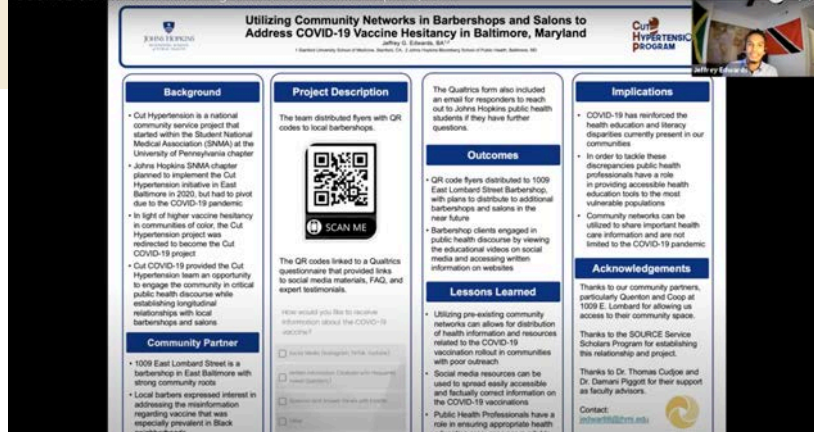 Utilizing Community Networks in Barbershops and Salons to
Address COVID-19 Vaccine Hesitancy in Baltimore, Maryland
Jeffrey G. Edwards, BA
1 Stanford University School of Medicine, Stanford, CA, 2 Johns Hopkins Bloomberg School of Public Health, Baltimore, MD
JOHNS HOPKINS
CUT
HYPERTENSION
PROGRAM
Jeffrey Edwards
Background
• Cut Hypertension is a national
community service project that
started within the Student National
Medical Association (SNMA) at the
University of Pennsylvania chapter
• Johns Hopkins SNMA chapter
planned to implement the Cut
Hypertension initiative in East
Baltimore in 2020, but had to pivot
due to the COVID-19 pandemic
• In light of higher vaccine hesitancy
in communities of color, the Cut
Hypertension project was
redirected to become the Cut
COVID-19 project
• Cut COVID-19 provided the Cut
Hypertension team an opportunity
to engage the community in critical
public health discourse while
establishing longitudinal
relationships with local
barbershops and salons
Community Partner
• 1009 East Lombard Street is a
barbershop in East Baltimore with
strong community roots
• Local barbers expressed interest in
addressing the misinformation
regarding vaccine that was
especially prevalent in Black
Project Description
The team distributed flyers with QR
codes to local barbershops.
SCAN ME
The QR codes linked to a Qualtrics
questionnaire that provided links
to social media materials, FAQ, and
expert testimonials.
How would you like to receive
information about the COVID-19
vaccine?
Other
The Qualtrics form also included
an email for responders to reach
out to Johns Hopkins public health
students if they have further
questions.
Outcomes
• QR code flyers distributed to 1009
East Lombard Street Barbershop,
with plans to distribute to additional
barbershops and salons in the
near future
• Barbershop clients engaged in
public health discourse by viewing
the educational videos on social
media and accessing written
information on websites
Lessons Learned
• Utilizing pre-existing community
networks can allows for distribution
of health information and resources
related to the COVID-19
vaccination rollout in communities
with poor outreach
• Social media resources can be
used to spread easily accessible
and factually correct information on
the COVID-19 vaccinations
• Public Health Professionals have a
role in ensuring appropriate health
Implications
• COVID-19 has reinforced the
health education and literacy
disparities currently present in our
communities
• In order to tackle these
discrepancies public health
professionals have a role
in providing accessible health
education tools to the most
vulnerable populations
• Community networks can be
utilized to share important health
care information and are not
limited to the COVID-19 pandemic
Acknowledgements
Thanks to our community partners,
particularly Quenton and Coop at
1009 E. Lombard for allowing us
access to their community space.
Thanks to the SOURCE Service
Scholars Program for establishing
this relationship and project.
Thanks to Dr. Thomas Cudjoe and
Dr. Damani Piggott for their support
as faculty advisors.
Contact: